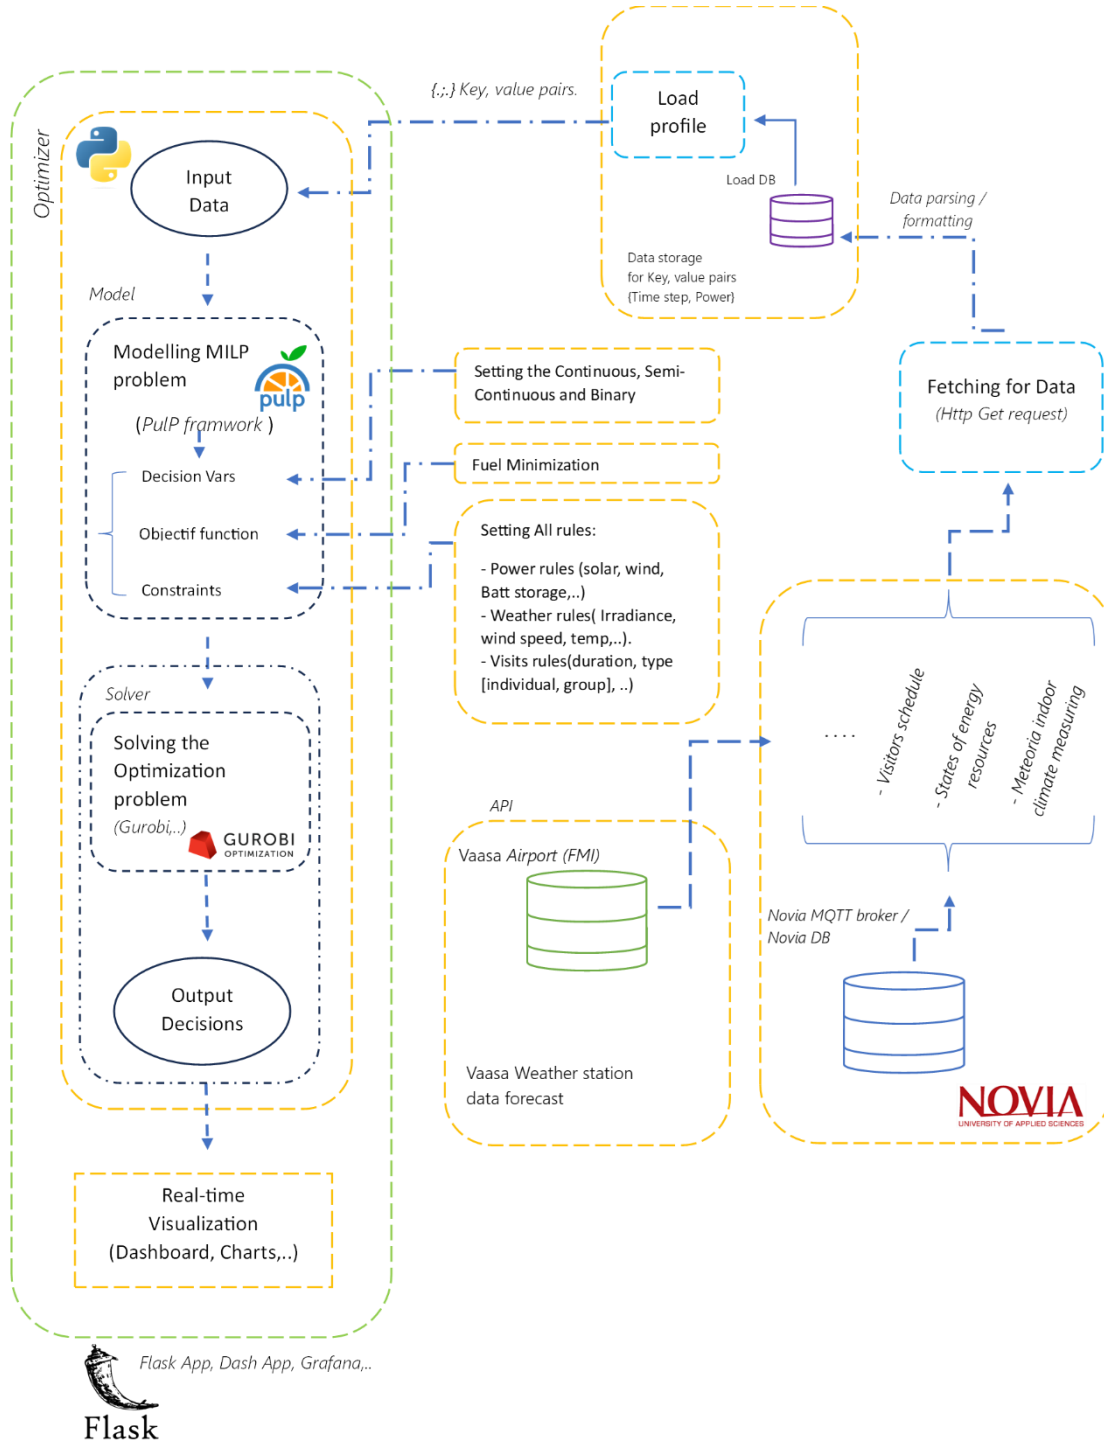 Optimizer
Input
Data
Model
Modelling MILP
problem
pulp
(PulP framwork )
Decision Vars
Objectif function
Constraints
Solver
Solving the
Optimization
problem
(Gurobi,..)
GUROBI
OPTIMIZATION
Output
Decisions
Real-time
Visualization
(Dashboard, Charts,..)
Flask App, Dash App, Grafana,..
Flask
{.;.} Key, value pairs.
Load
profile
Load DB
Data storage
for Key, value pairs
{Time step, Power}
Data parsing /
formatting
Fetching for Data
(Http Get request)
Setting the Continuous, Semi-
Continuous and Binary
Fuel Minimization
Setting All rules:
- Power rules (solar, wind,
Batt storage,..)
- Weather rules( Irradiance,
wind speed, temp,..).
- Visits rules(duration, type
[individual, group], ..)
API
Vaasa Airport (FMI)
Vaasa Weather station
data forecast
....
- Visitors schedule
- States of energy
resources
- Meteoria indoor
climate measuring
Novia MQTT broker /
Novia DB
NOVIA
UNIVERSITY OF APPLIED SCIENCES